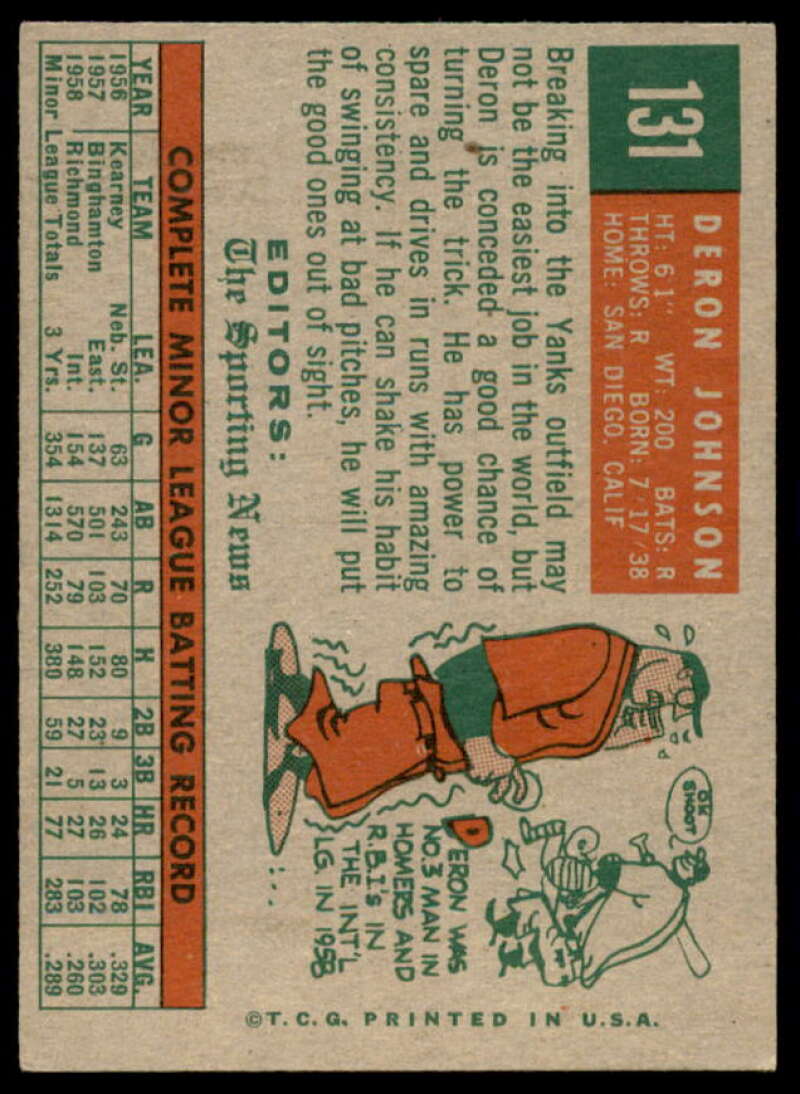 131
DERON JOHNSON
HT: 6 1" WT: 200 BATS: R
THROWS: R BORN: 7/17/38
HOME: SAN DIEGO, CALIF
Breaking into the Yanks outfield may
not be the easiest job in the world, but
Deron is conceded a good chance of
turning the trick. He has power to
spare and drives in runs with amazing
consistency. If he can shake his habit
of swinging at bad pitches, he will put
the good ones out of sight.
EDITORS:
The Sporting News
OK
SHOOT
DERON WAS
NO.3 MAN IN
HOMERS AND
R.B.I's IN
THE INT'L
LG. IN 1958
COMPLETE MINOR LEAGUE BATTING RECORD
YEAR TEAM LEA. G AB R H 2B 3B HR RBI AVG.
1956 Kearney Neb. St. 63 243 70 80 9 3 24 78 .329
1957 Binghamton East. 137 501 103 152 23 13 26 102 .303
1958 Richmond Int. 154 570 79 148 27 5 27 103 .260
Minor League Totals 3 Yrs. 354 1314 252 380 59 21 77 283 .289
©T.C.G. PRINTED IN U.S.A.